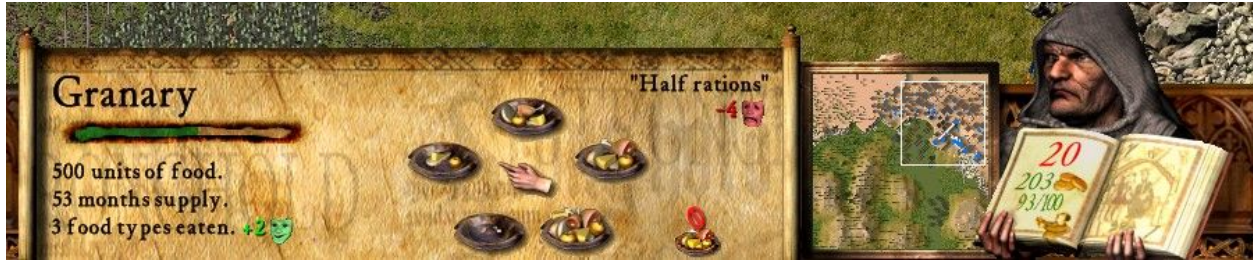 Granary
"Half rations"
-4
500 units of food.
53 months supply.
3 food types eaten. +2
0
20
203
93/100